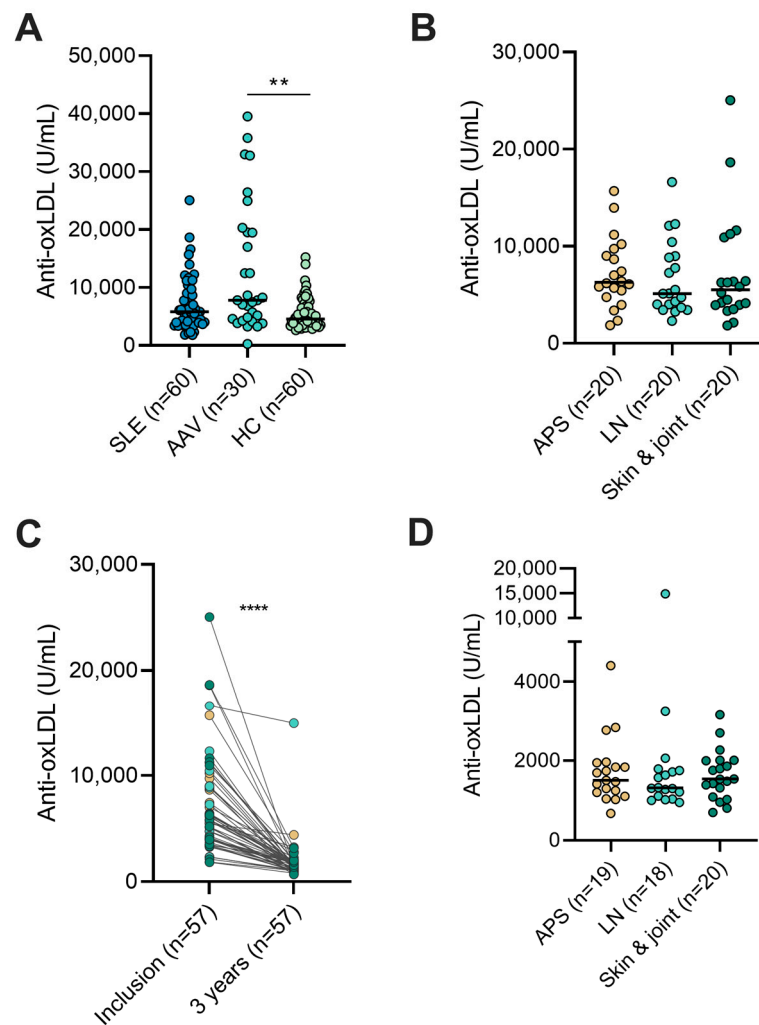 A
Anti-oxLDL (U/mL)
50,000
40,000
30,000
20,000
10,000
0
**
SLE (n=60)
AAV (n=30)
HC (n=60)
B
Anti-oxLDL (U/mL)
30,000
20,000
10,000
0
APS (n=20)
LN (n=20)
Skin & joint (n=20)
C
Anti-oxLDL (U/mL)
30,000
20,000
10,000
0
****
Inclusion (n=57)
3 years (n=57)
D
Anti-oxLDL (U/mL)
20,000
15,000
10,000
4000
2000
0
APS (n=19)
LN (n=18)
Skin & joint (n=20)